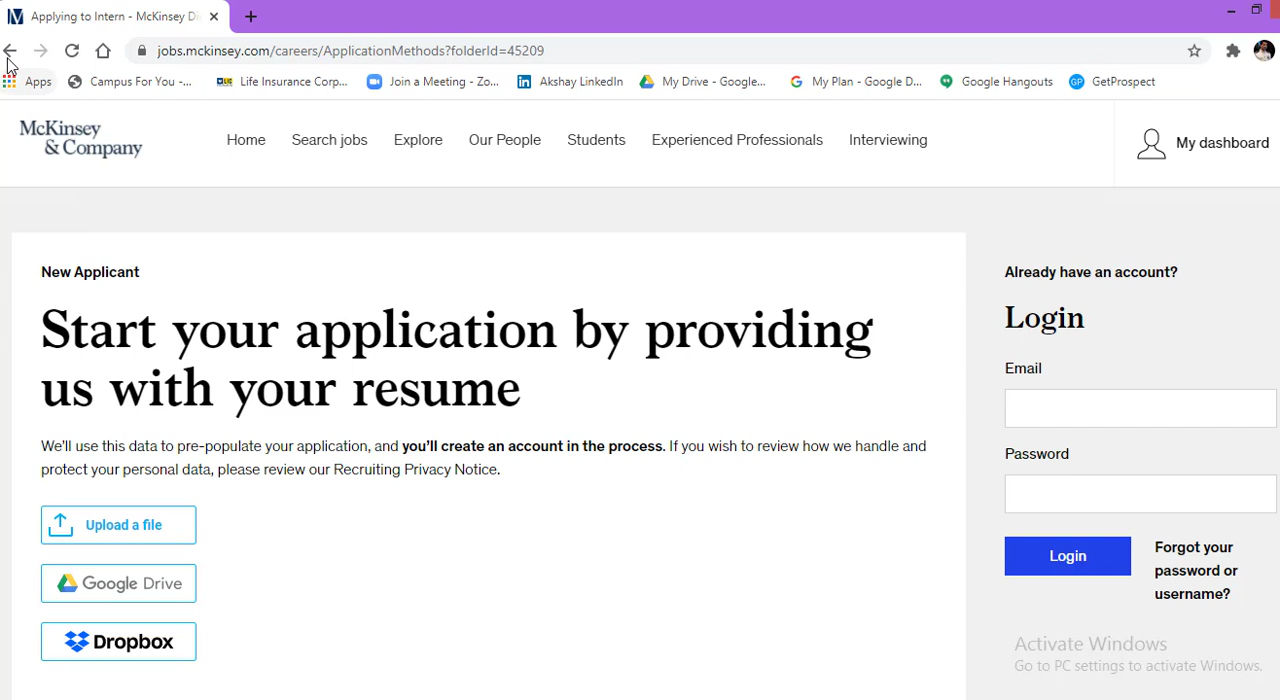 Applying to Intern - McKinsey Di
jobs.mckinsey.com/careers/ApplicationMethods?folderId=45209
Apps
Campus For You -...
Life Insurance Corp...
Join a Meeting - Zo...
Akshay LinkedIn
My Drive - Google...
My Plan - Google D...
Google Hangouts
GP
GetProspect
McKinsey
& Company
Home
Search jobs
Explore
Our People
Students
Experienced Professionals
Interviewing
My dashboard
New Applicant
Start your application by providing
us with your resume
We'll use this data to pre-populate your application, and you'll create an account in the process. If you wish to review how we handle and
protect your personal data, please review our Recruiting Privacy Notice.
Upload a file
Google Drive
Dropbox
Already have an account?
Login
Email
Password
Login
Forgot your
password or
username?
Activate Windows
Go to PC settings to activate Windows.